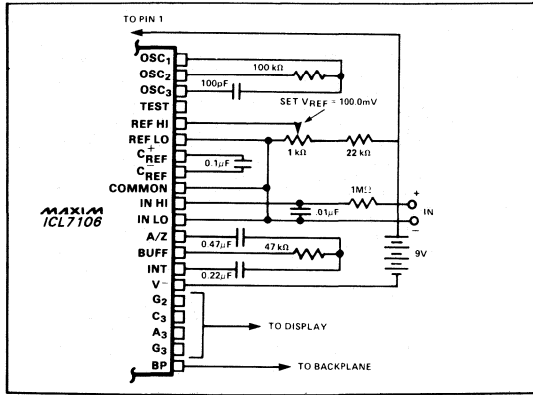 TO PIN 1
OSC1
OSC2
OSC3
TEST
REF HI
REF LO
C+REF
C-REF
COMMON
IN HI
IN LO
A/Z
BUFF
INT
V-
G2
C3
A3
G3
BP
MAXIM
ICL7106
100 kΩ
100pF
SET VREF = 100.0mV
1 kΩ
22 kΩ
0.1µF
1MΩ
+
IN
-
.01µF
0.47µF
47 kΩ
0.22µF
9V
TO DISPLAY
TO BACKPLANE